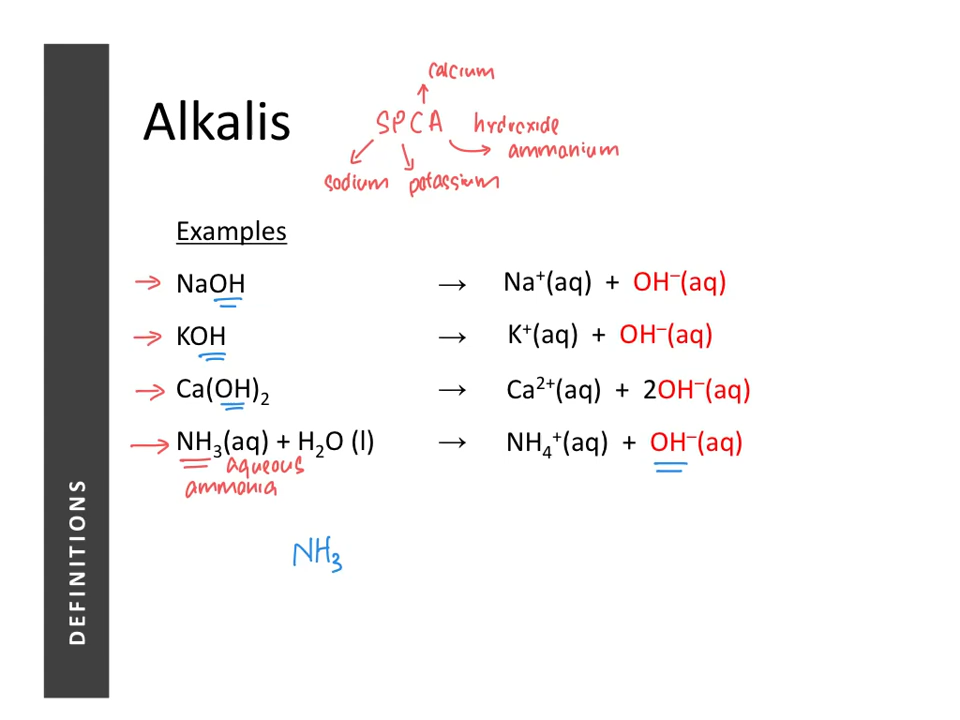 calcium
Alkalis
SPCA hydroxide
ammonium
sodium potassium
Examples
→ NaOH → Na⁺(aq) + OH⁻(aq)
→ KOH → K⁺(aq) + OH⁻(aq)
→ Ca(OH)₂ → Ca²⁺(aq) + 2OH⁻(aq)
→ NH₃(aq) + H₂O (l) → NH₄⁺(aq) + OH⁻(aq)
aqueous
ammonia
NH₃
DEFINITIONS